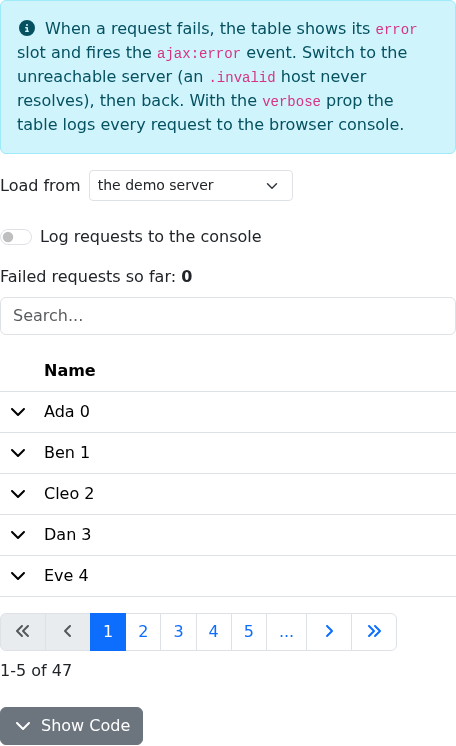 When a request fails, the table shows its error
slot and fires the ajax:error event. Switch to the
unreachable server (an .invalid host never
resolves), then back. With the verbose prop the
table logs every request to the browser console.
Load from the demo server
Log requests to the console
Failed requests so far: 0
Search...
Name
Ada 0
Ben 1
Cleo 2
Dan 3
Eve 4
1 2 3 4 5 ...
1-5 of 47
Show Code